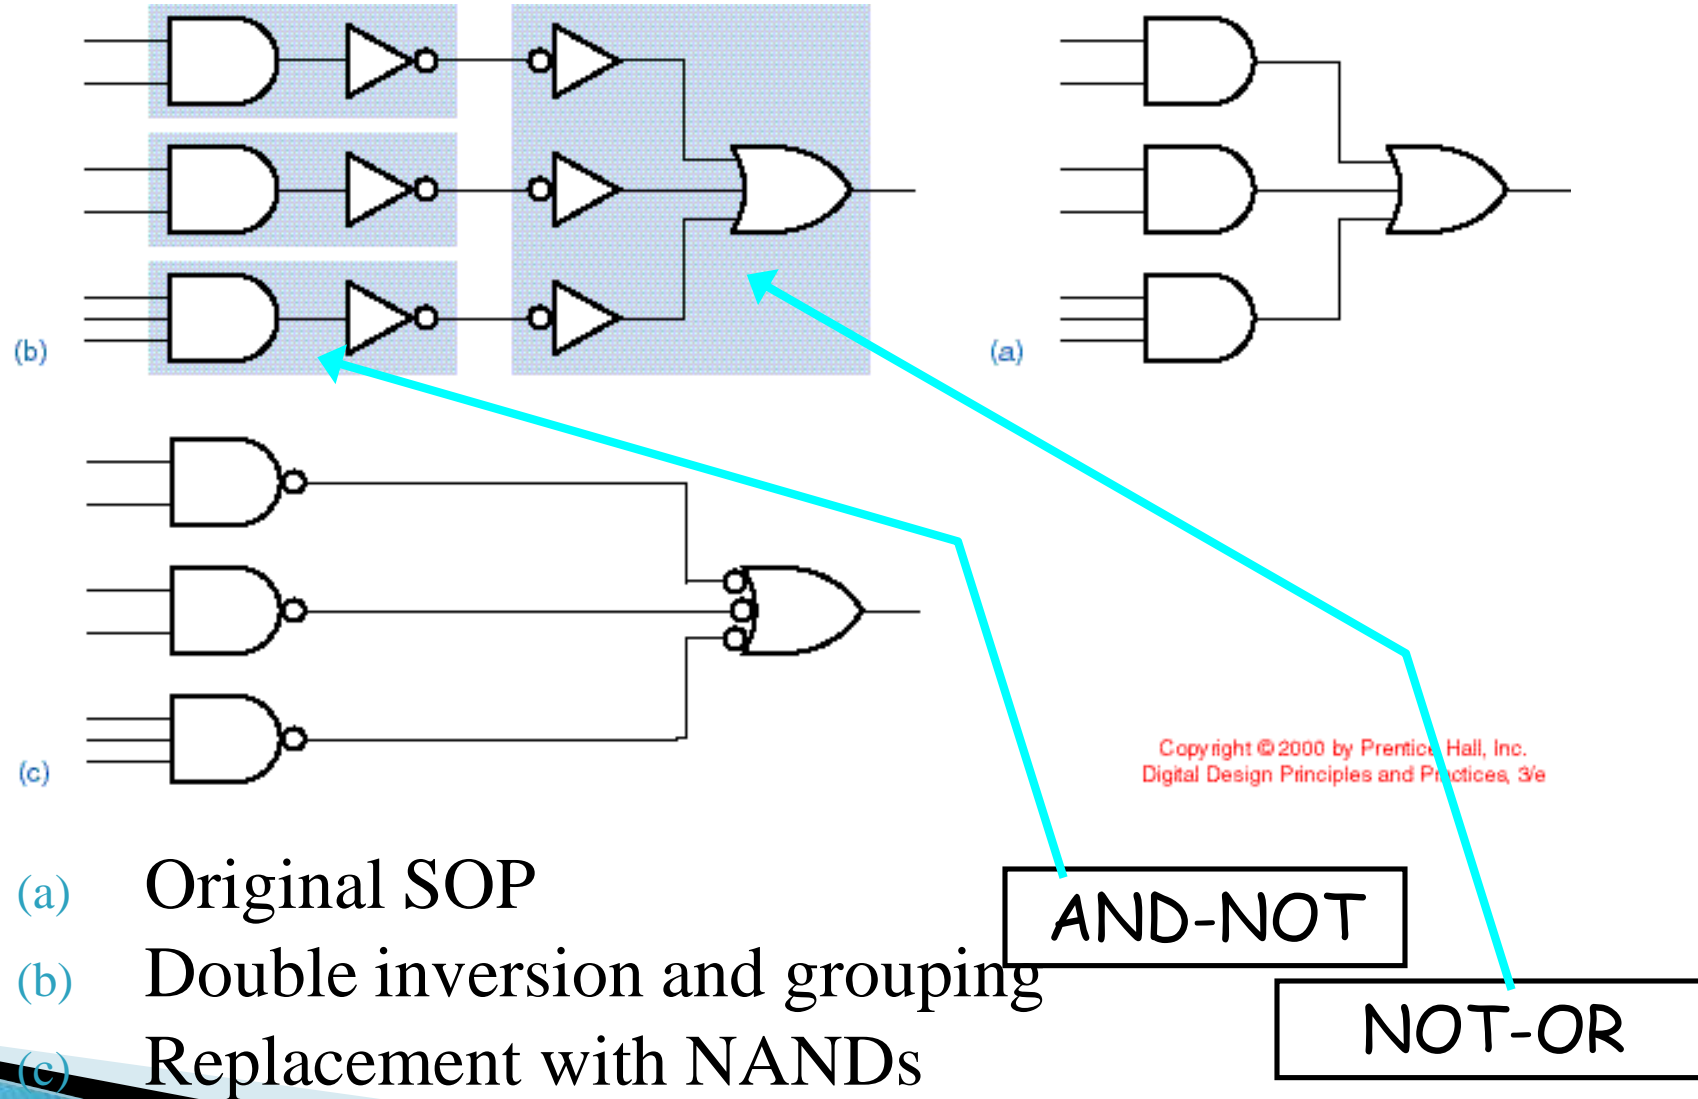 (b)
(a)
(c)
Copyright © 2000 by Prentice Hall, Inc.
Digital Design Principles and Practices, 3/e
(a) Original SOP
AND-NOT
(b) Double inversion and grouping
NOT-OR
(c) Replacement with NANDs